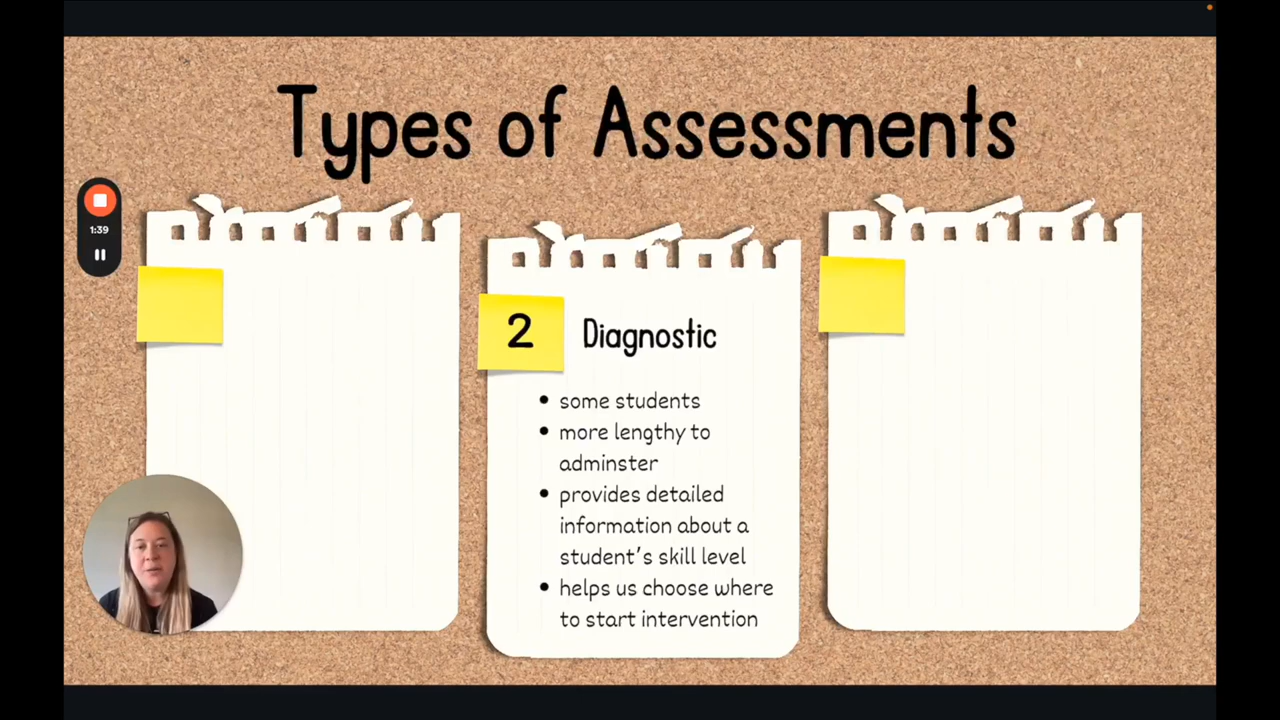 Types of Assessments
1:39
2
Diagnostic
• some students
• more lengthy to
adminster
• provides detailed
information about a
student's skill level
• helps us choose where
to start intervention